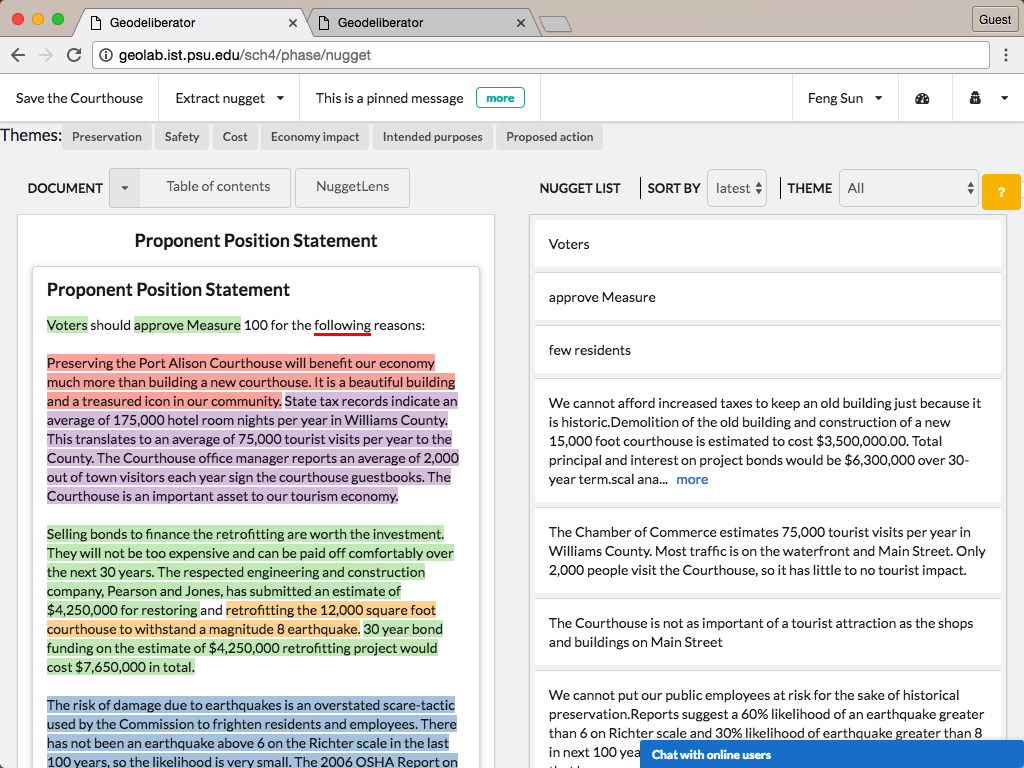 Geodeliberator
Geodeliberator
Guest
geolab.ist.psu.edu/sch4/phase/nugget
Save the Courthouse
Extract nugget
This is a pinned message
more
Feng Sun
Themes:
Preservation
Safety
Cost
Economy impact
Intended purposes
Proposed action
DOCUMENT
Table of contents
NuggetLens
NUGGET LIST
SORT BY
latest
THEME
All
?
Proponent Position Statement
Proponent Position Statement
Voters should approve Measure 100 for the following reasons:
Preserving the Port Alison Courthouse will benefit our economy
much more than building a new courthouse. It is a beautiful building
and a treasured icon in our community. State tax records indicate an
average of 175,000 hotel room nights per year in Williams County.
This translates to an average of 75,000 tourist visits per year to the
County. The Courthouse office manager reports an average of 2,000
out of town visitors each year sign the courthouse guestbooks. The
Courthouse is an important asset to our tourism economy.
Selling bonds to finance the retrofitting are worth the investment.
They will not be too expensive and can be paid off comfortably over
the next 30 years. The respected engineering and construction
company, Pearson and Jones, has submitted an estimate of
$4,250,000 for restoring and retrofitting the 12,000 square foot
courthouse to withstand a magnitude 8 earthquake. 30 year bond
funding on the estimate of $4,250,000 retrofitting project would
cost $7,650,000 in total.
The risk of damage due to earthquakes is an overstated scare-tactic
used by the Commission to frighten residents and employees. There
has not been an earthquake above 6 on the Richter scale in the last
100 years, so the likelihood is very small. The 2006 OSHA Report on
Voters
approve Measure
few residents
We cannot afford increased taxes to keep an old building just because it
is historic.Demolition of the old building and construction of a new
15,000 foot courthouse is estimated to cost $3,500,000.00. Total
principal and interest on project bonds would be $6,300,000 over 30-
year term.scal ana... more
The Chamber of Commerce estimates 75,000 tourist visits per year in
Williams County. Most traffic is on the waterfront and Main Street. Only
2,000 people visit the Courthouse, so it has little to no tourist impact.
The Courthouse is not as important of a tourist attraction as the shops
and buildings on Main Street
We cannot put our public employees at risk for the sake of historical
preservation.Reports suggest a 60% likelihood of an earthquake greater
than 6 on Richter scale and 30% likelihood of earthquake greater than 8
in next 100 yea
Chat with online users